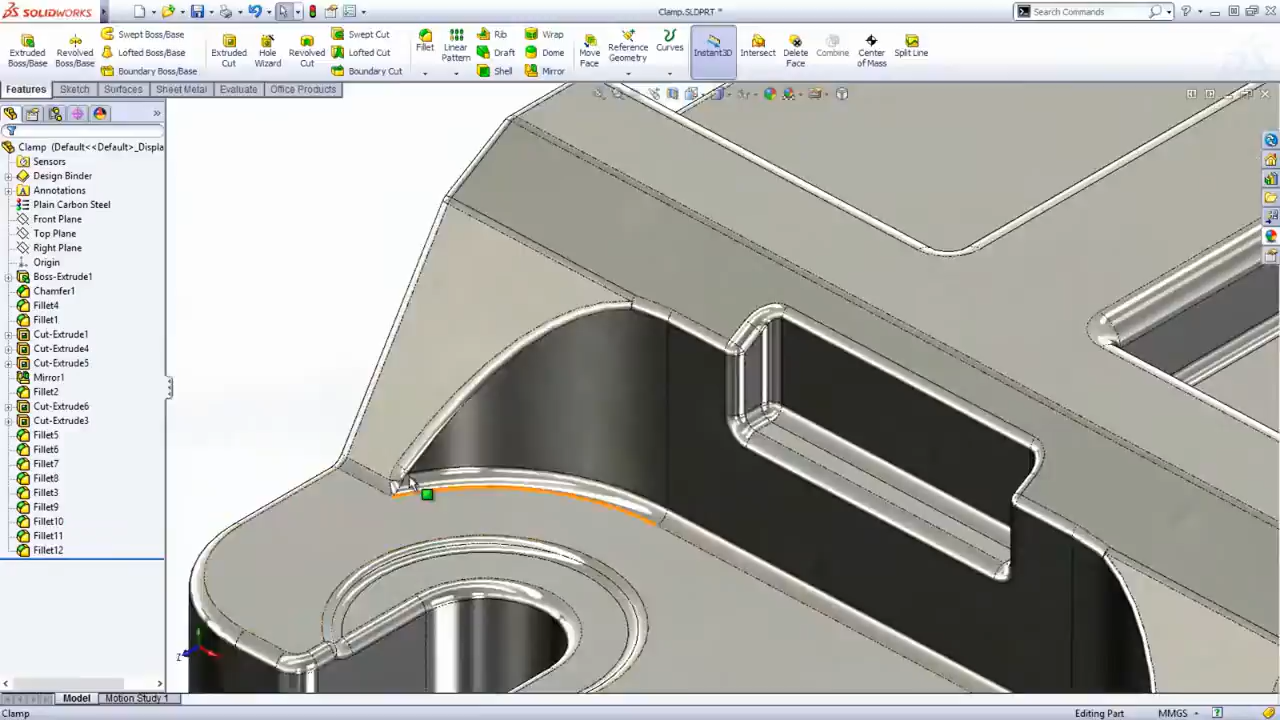 SOLIDWORKS
Clamp.SLDPRT *
Search Commands
Extruded Boss/Base
Revolved Boss/Base
Swept Boss/Base
Lofted Boss/Base
Boundary Boss/Base
Extruded Cut
Hole Wizard
Revolved Cut
Swept Cut
Lofted Cut
Boundary Cut
Fillet
Linear Pattern
Rib
Draft
Shell
Wrap
Dome
Mirror
Move Face
Reference Geometry
Curves
Instant3D
Intersect
Delete Face
Combine
Center of Mass
Split Line
Features
Sketch
Surfaces
Sheet Metal
Evaluate
Office Products
Clamp (Default<<Default>_Displa
Sensors
Design Binder
Annotations
Plain Carbon Steel
Front Plane
Top Plane
Right Plane
Origin
Boss-Extrude1
Chamfer1
Fillet4
Fillet1
Cut-Extrude1
Cut-Extrude4
Cut-Extrude5
Mirror1
Fillet2
Cut-Extrude6
Cut-Extrude3
Fillet5
Fillet6
Fillet7
Fillet8
Fillet3
Fillet9
Fillet10
Fillet11
Fillet12
Z
Model
Motion Study 1
Clamp
Editing Part
MMGS